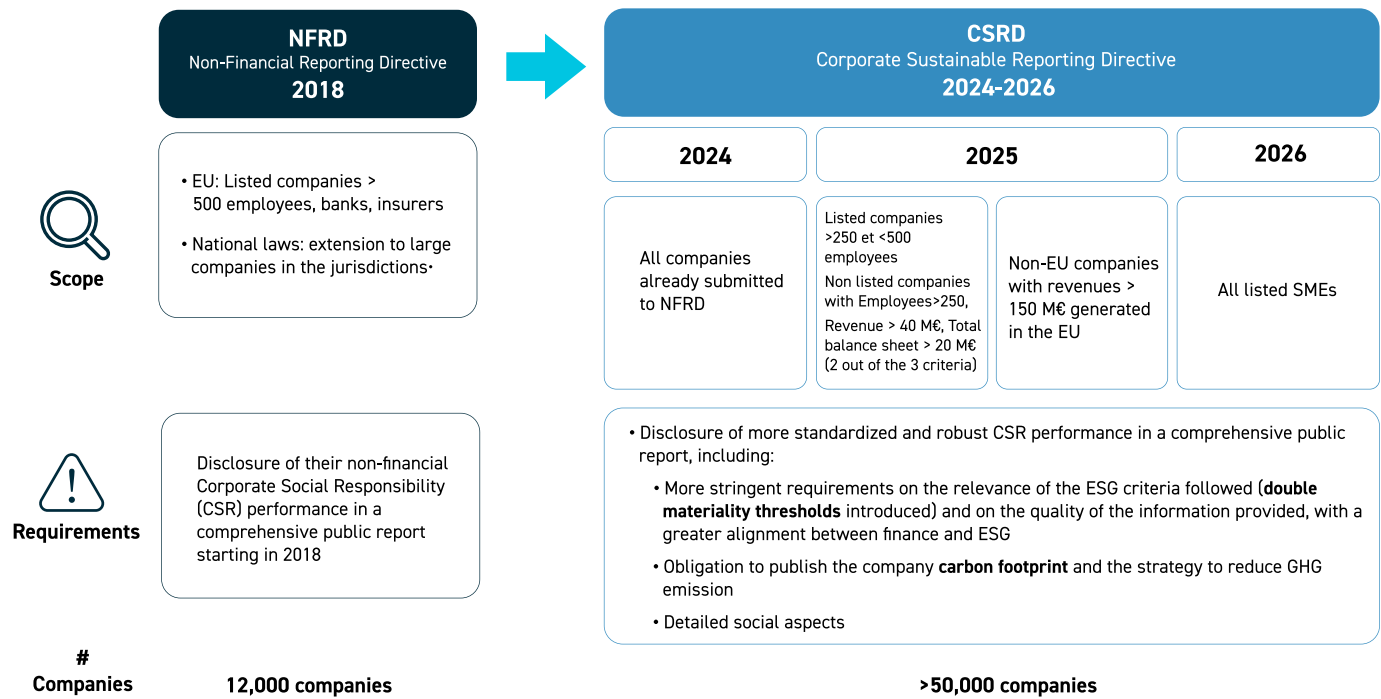 NFRD
Non-Financial Reporting Directive
2018
CSRD
Corporate Sustainable Reporting Directive
2024-2026
2024
2025
2026
Scope
• EU: Listed companies >
500 employees, banks, insurers
• National laws: extension to large
companies in the jurisdictions•
All companies
already submitted
to NFRD
Listed companies
>250 et <500
employees
Non listed companies
with Employees>250,
Revenue > 40 M€, Total
balance sheet > 20 M€
(2 out of the 3 criteria)
Non-EU companies
with revenues >
150 M€ generated
in the EU
All listed SMEs
Requirements
Disclosure of their non-financial
Corporate Social Responsibility
(CSR) performance in a
comprehensive public report
starting in 2018
• Disclosure of more standardized and robust CSR performance in a comprehensive public
report, including:
• More stringent requirements on the relevance of the ESG criteria followed (double
materiality thresholds introduced) and on the quality of the information provided, with a
greater alignment between finance and ESG
• Obligation to publish the company carbon footprint and the strategy to reduce GHG
emission
• Detailed social aspects
#
Companies
12,000 companies
>50,000 companies